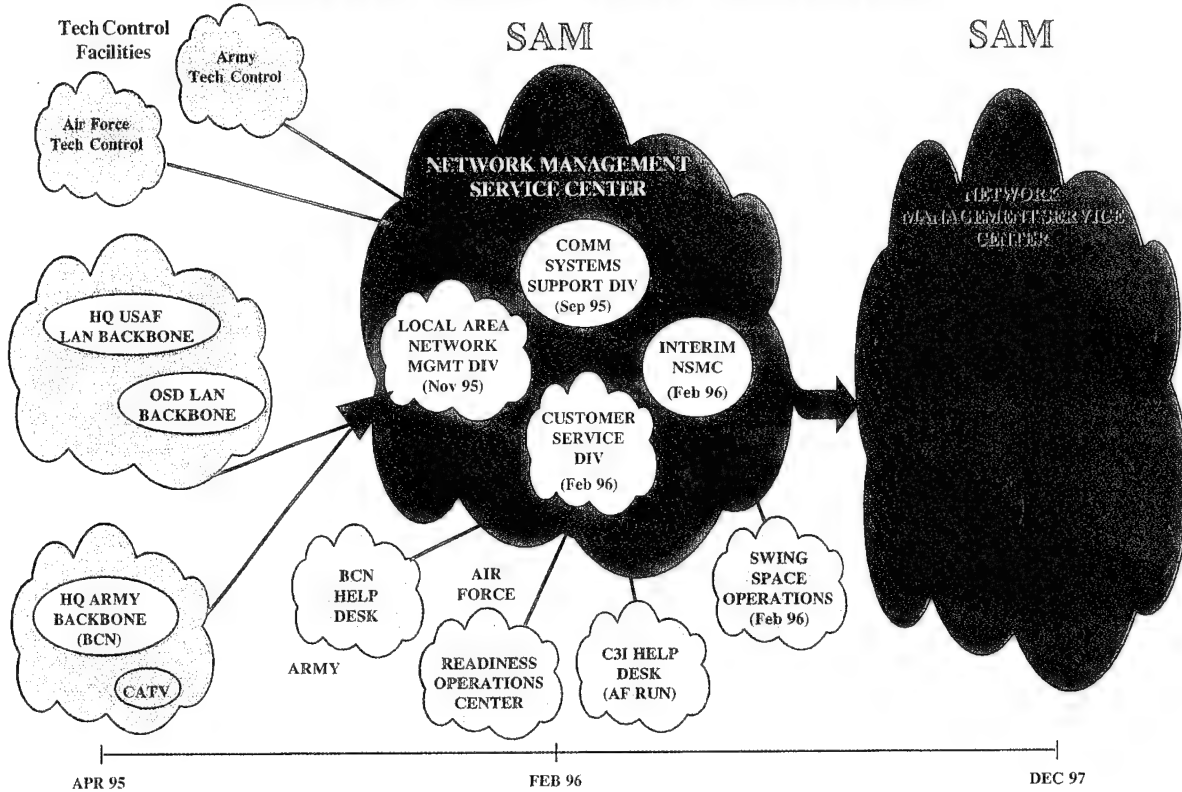 Tech Control
Facilities
Army
Tech Control
Air Force
Tech Control
SAM
SAM
NETWORK MANAGEMENT
SERVICE CENTER
NETWORK
MANAGEMENT SERVICE
CENTER
COMM
SYSTEMS
SUPPORT DIV
(Sep 95)
HQ USAF
LAN BACKBONE
OSD LAN
BACKBONE
LOCAL AREA
NETWORK
MGMT DIV
(Nov 95)
INTERIM
NSMC
(Feb 96)
CUSTOMER
SERVICE
DIV
(Feb 96)
HQ ARMY
BACKBONE
(BCN)
CATV
BCN
HELP
DESK
ARMY
AIR
FORCE
READINESS
OPERATIONS
CENTER
C3I HELP
DESK
(AF RUN)
SWING
SPACE
OPERATIONS
(Feb 96)
APR 95
FEB 96
DEC 97